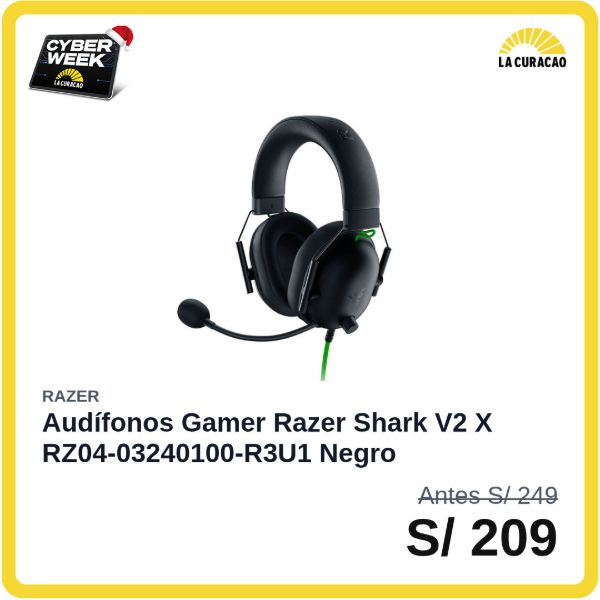 CYBER
WEEK
LA CURACAO
LA CURACAO
RAZER
Audífonos Gamer Razer Shark V2 X
RZ04-03240100-R3U1 Negro
Antes S/ 249
S/ 209